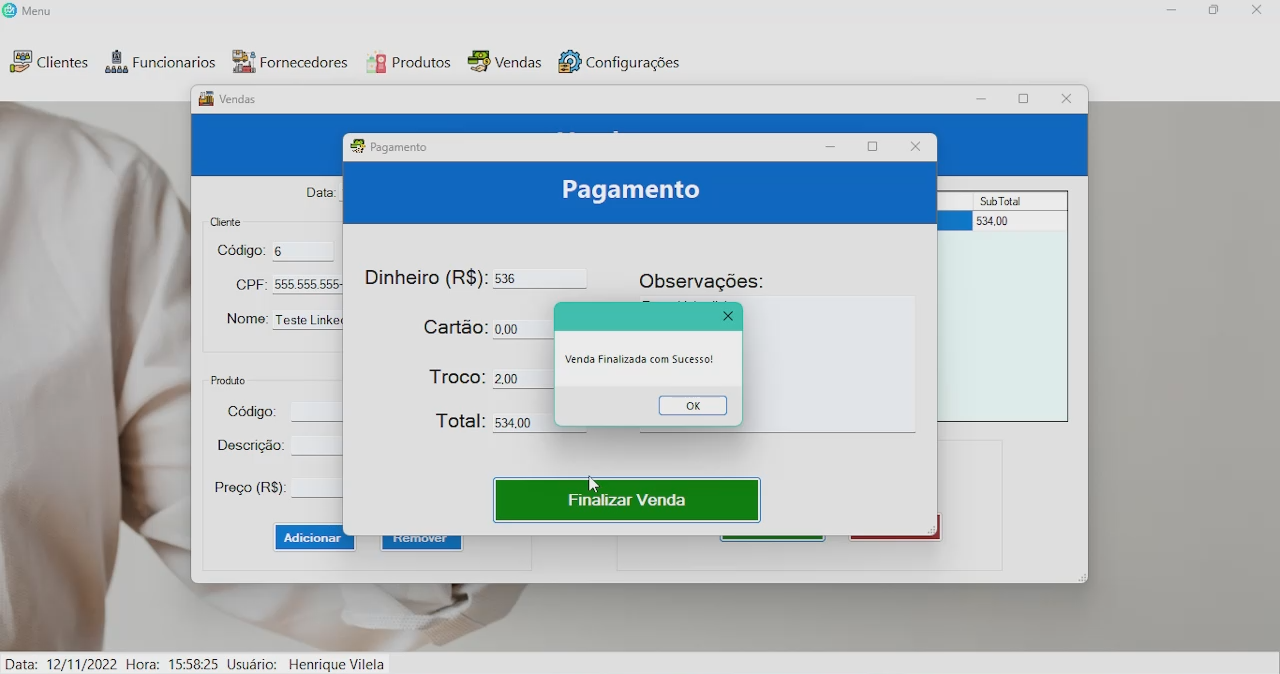 Menu
Clientes Funcionarios Fornecedores Produtos Vendas Configurações
Vendas
Pagamento
Pagamento
Data:
SubTotal
534,00
Cliente
Código: 6
CPF: 555.555.555-
Nome: Teste Linke
Dinheiro (R$): 536
Observações:
Cartão: 0,00
Venda Finalizada com Sucesso!
Troco: 2,00
OK
Total: 534,00
Produto
Código:
Descrição:
Preço (R$):
Finalizar Venda
Adicionar
Remover
Data: 12/11/2022 Hora: 15:58:25 Usuário: Henrique Vilela